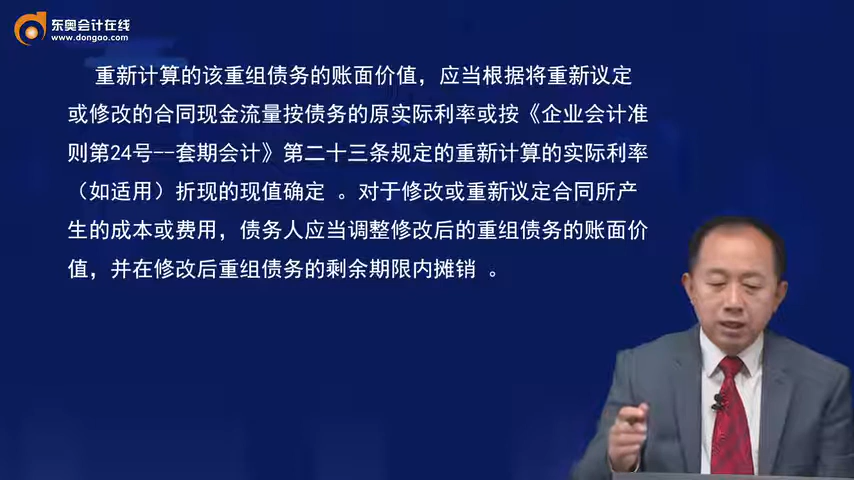 东奥会计在线
www.dongao.com
重新计算的该重组债务的账面价值，应当根据将重新议定
或修改的合同现金流量按债务的原实际利率或按《企业会计准
则第24号--套期会计》第二十三条规定的重新计算的实际利率
（如适用）折现的现值确定 。对于修改或重新议定合同所产
生的成本或费用，债务人应当调整修改后的重组债务的账面价
值，并在修改后重组债务的剩余期限内摊销 。